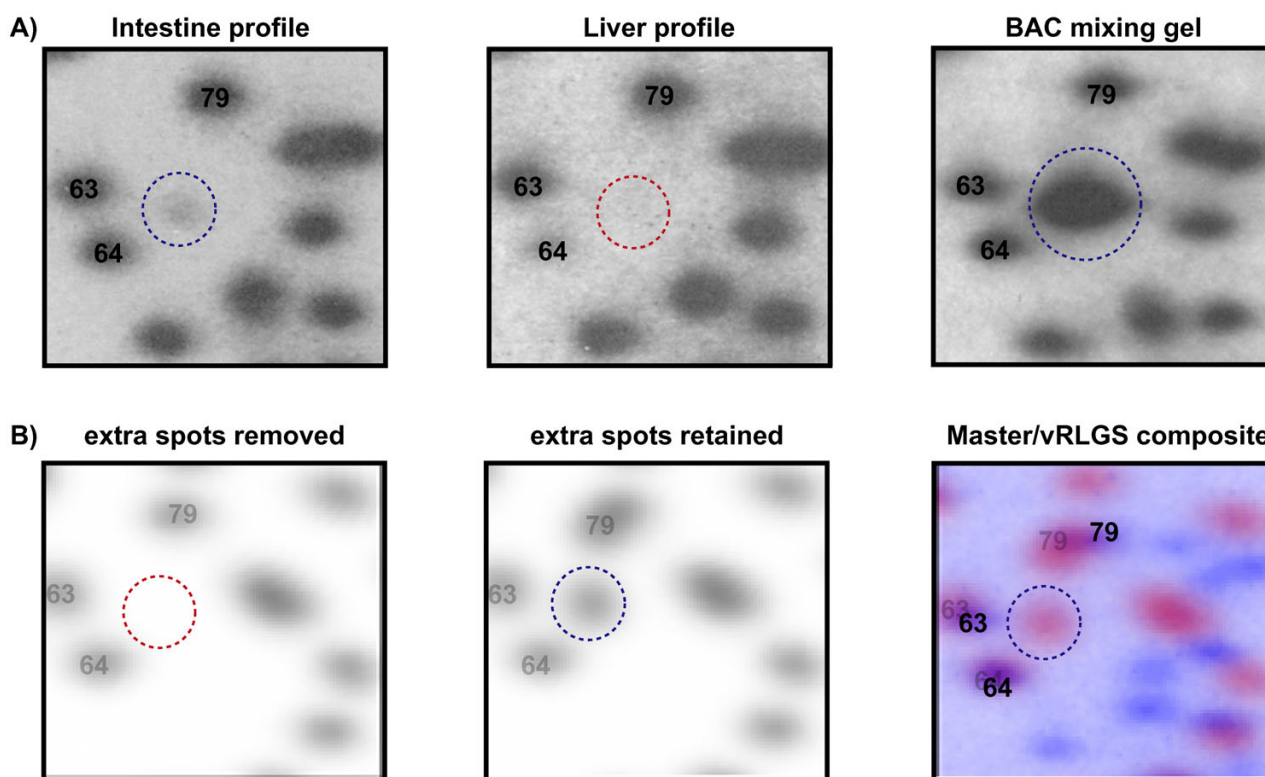 A) Intestine profile Liver profile BAC mixing gel
79 79 79
63 63 63
64 64 64
B) extra spots removed extra spots retained Master/vRLGS composite
79 79 79 79
63 63 63 63
64 64 64 64